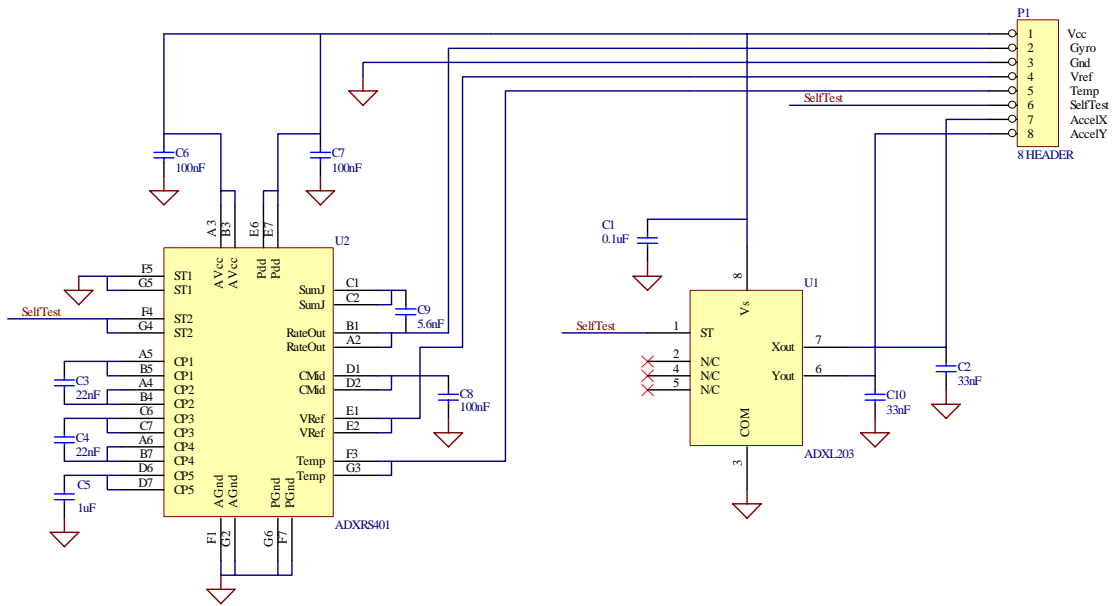 P1
1 Vcc
2 Gyro
3 Gnd
4 Vref
5 Temp
6 SelfTest
7 AccelX
8 AccelY
8 HEADER
SelfTest
C6
100nF
C7
100nF
A3
B3
E6
E7
U2
AVcc
AVcc
Pdd
Pdd
F5 ST1
G5 ST1
SelfTest
F4 ST2
G4 ST2
A5 CP1
B5 CP1
A4 CP2
B4 CP2
C6 CP3
C7 CP3
A6 CP4
B7 CP4
D6 CP5
D7 CP5
C3
22nF
C4
22nF
C5
1uF
SumJ C1
SumJ C2
RateOut B1
RateOut A2
CMid D1
CMid D2
VRef E1
VRef E2
Temp F3
Temp G3
C9
5.6nF
C8
100nF
AGnd
AGnd
PGnd
PGnd
F1
G2
G6
F7
ADXRS401
C1
0.1uF
8
U1
Vs
SelfTest
1 ST
2 N/C
4 N/C
5 N/C
Xout 7
Yout 6
COM
3
ADXL203
C2
33nF
C10
33nF